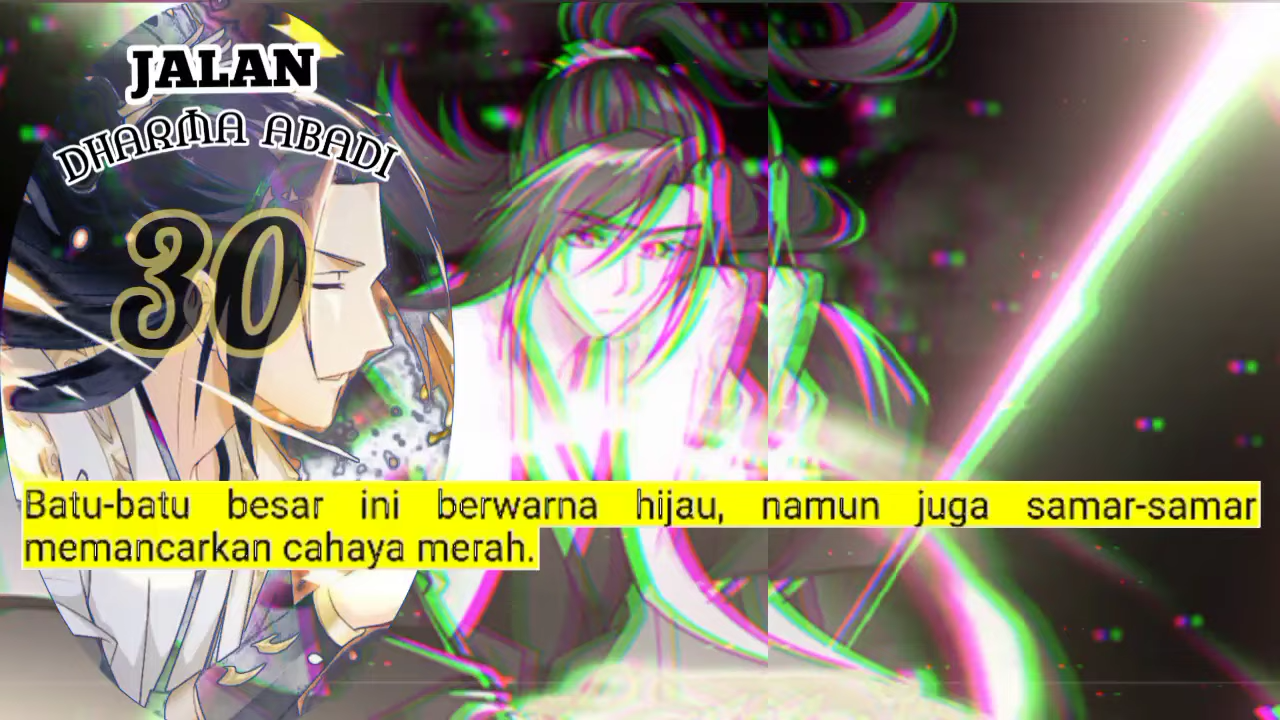 JALAN
DHARMA ABADI
30
Batu-batu besar ini berwarna hijau, namun juga samar-samar
memancarkan cahaya merah.